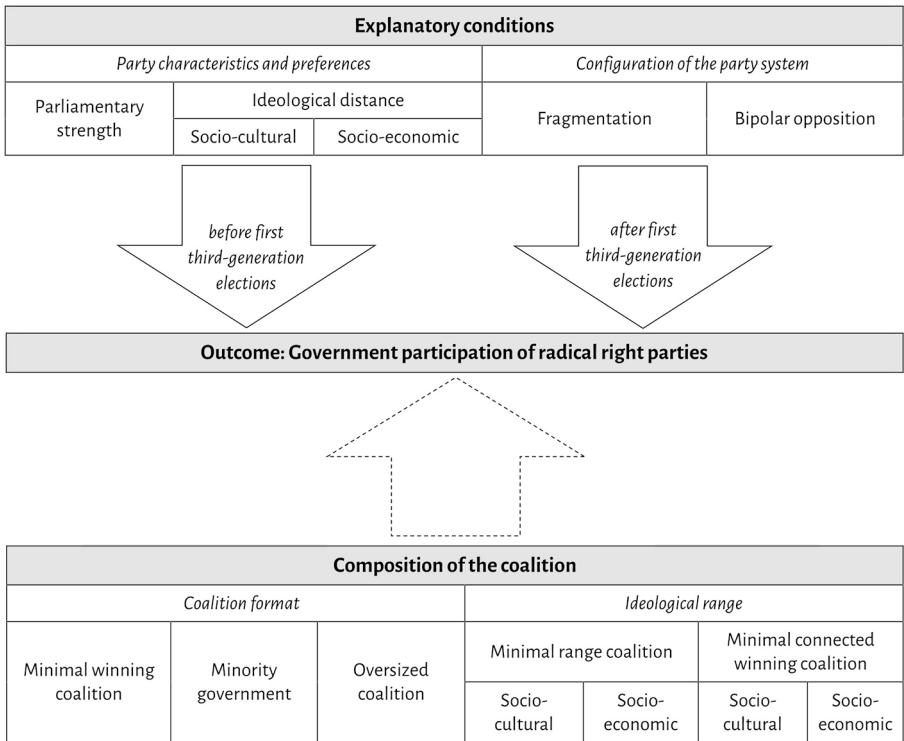 Explanatory conditions
Party characteristics and preferences
Configuration of the party system
Parliamentary
strength
Ideological distance
Socio-cultural
Socio-economic
Fragmentation
Bipolar opposition
before first
third-generation
elections
after first
third-generation
elections
Outcome: Government participation of radical right parties
Composition of the coalition
Coalition format
Ideological range
Minimal winning
coalition
Minority
government
Oversized
coalition
Minimal range coalition
Minimal connected
winning coalition
Socio-
cultural
Socio-
economic
Socio-
cultural
Socio-
economic